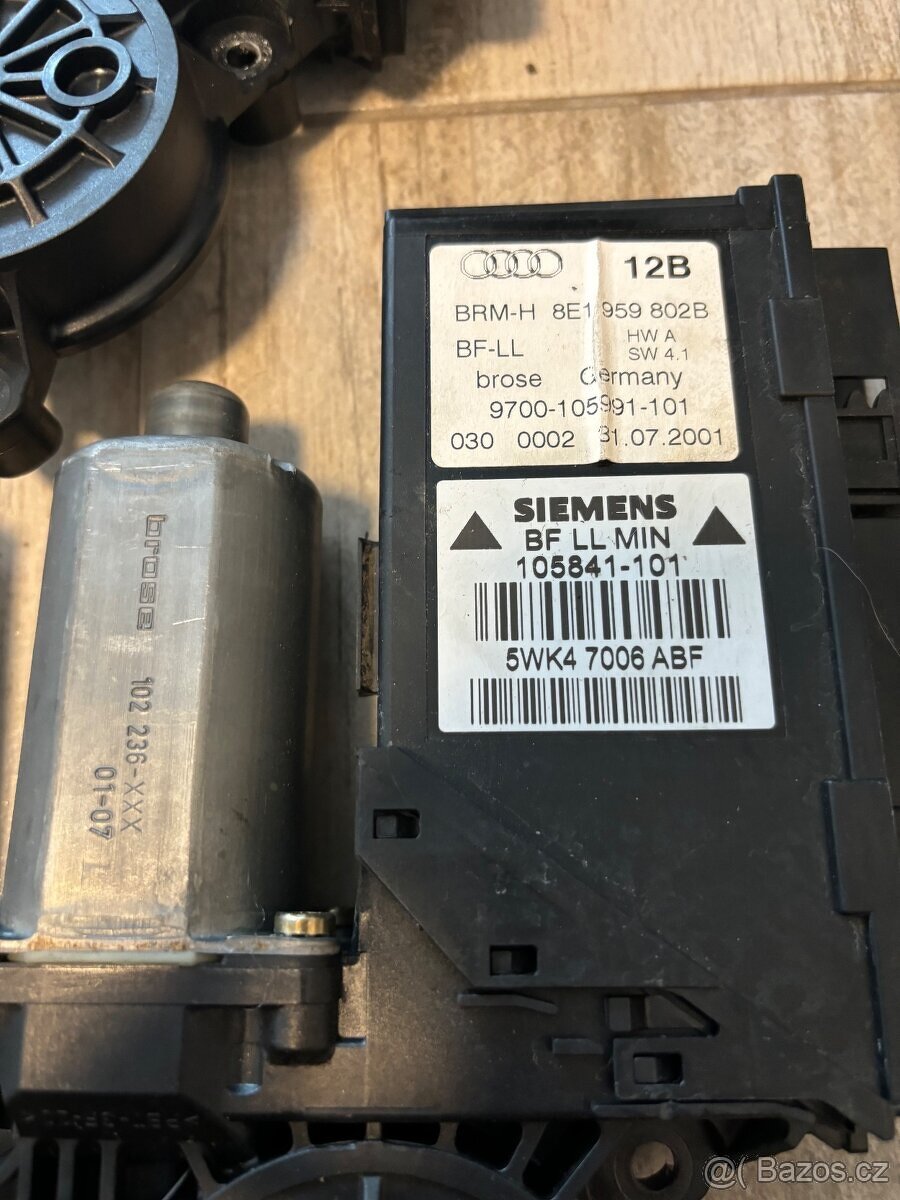 12B
BRM-H 8E1 959 802B
BF-LL HW A
SW 4.1
brose Germany
9700-105991-101
030 0002 31.07.2001
SIEMENS
BF LL MIN
105841-101
5WK4 7006 ABF
brose 102 236-XXX
01-07
@ Bazos.cz